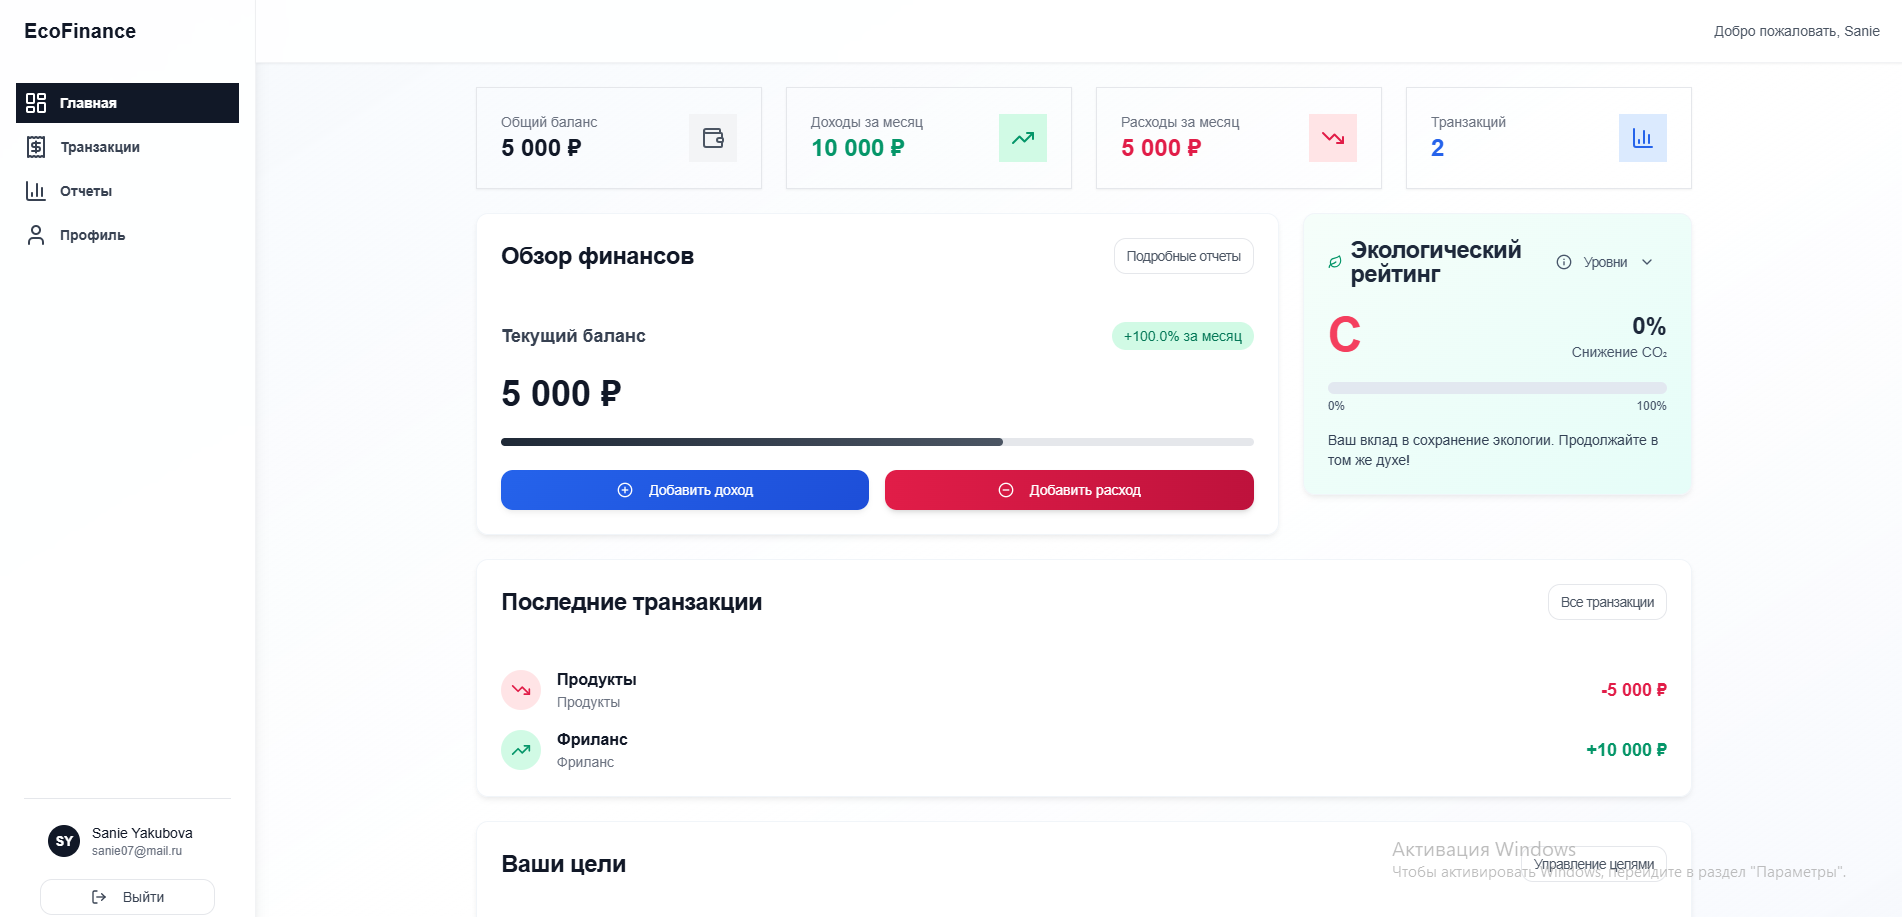 EcoFinance
Добро пожаловать, Sanie
Главная
Транзакции
Отчеты
Профиль
Общий баланс
5 000 ₽
Доходы за месяц
10 000 ₽
Расходы за месяц
5 000 ₽
Транзакций
2
Обзор финансов
Подробные отчеты
Текущий баланс
+100.0% за месяц
5 000 ₽
Добавить доход
Добавить расход
Экологический
рейтинг
Уровни
C
0%
Снижение CO₂
0%
100%
Ваш вклад в сохранение экологии. Продолжайте в
том же духе!
Последние транзакции
Все транзакции
Продукты
Продукты
-5 000 ₽
Фриланс
Фриланс
+10 000 ₽
Ваши цели
Управление целями
Активация Windows
Чтобы активировать Windows, перейдите в раздел "Параметры".
SY
Sanie Yakubova
sanie07@mail.ru
Выйти